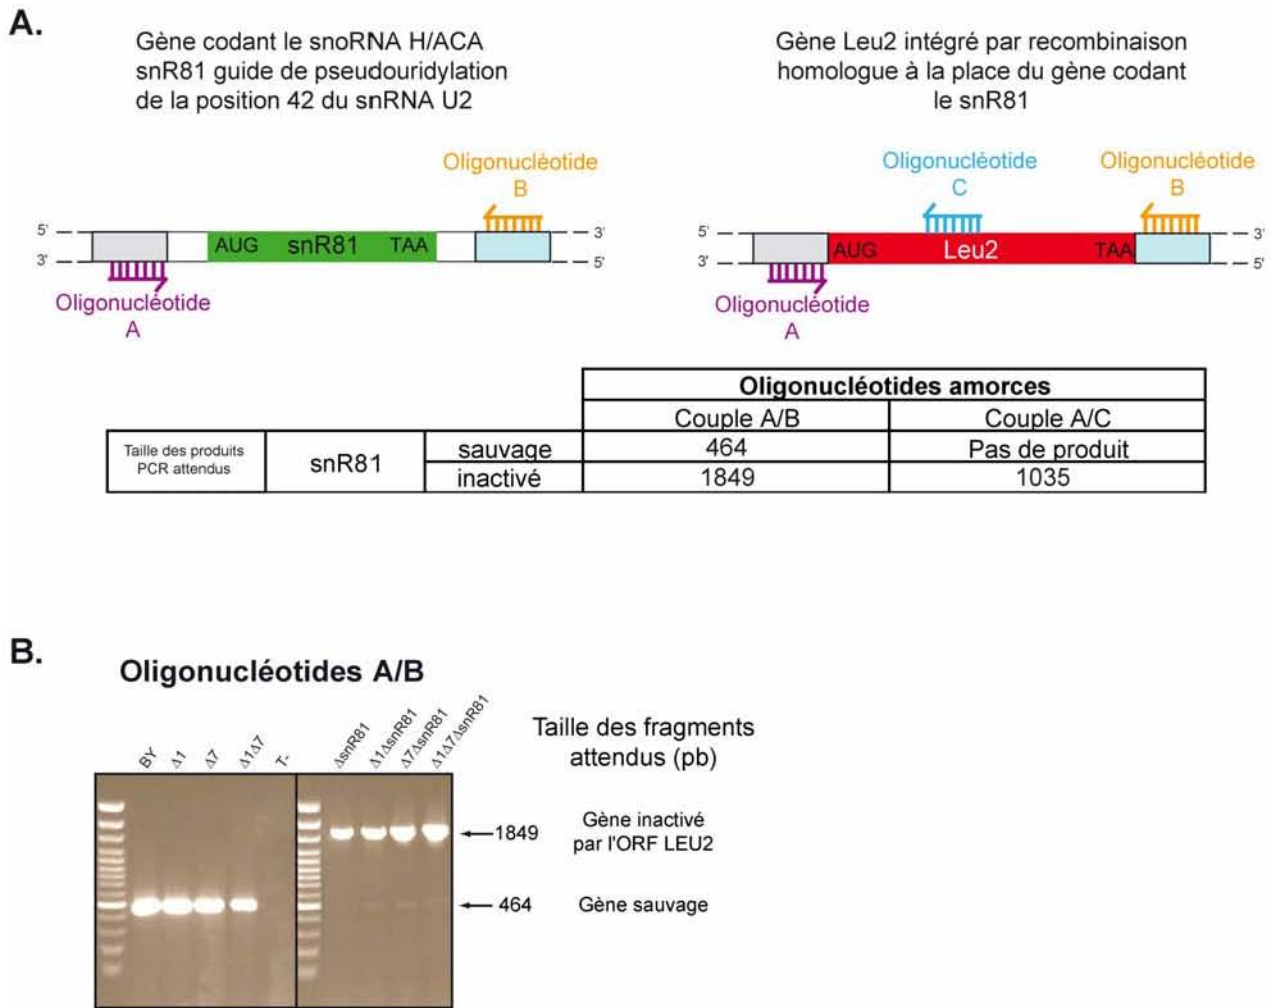 A.
Gène codant le snoRNA H/ACA
snR81 guide de pseudouridylation
de la position 42 du snRNA U2
Gène Leu2 intégré par recombinaison
homologue à la place du gène codant
le snR81
Oligonucléotide
B
5'
3'
AUG snR81 TAA
3'
5'
Oligonucléotide
A
Oligonucléotide
C
Oligonucléotide
B
5'
3'
AUG Leu2 TAA
3'
5'
Oligonucléotide
A
Oligonucléotides amorces
Couple A/B Couple A/C
Taille des produits
PCR attendus
snR81
sauvage 464 Pas de produit
inactivé 1849 1035
B.
Oligonucléotides A/B
BY Δ1 Δ7 Δ1Δ7 T- ΔsnR81 Δ1ΔsnR81 Δ7ΔsnR81 Δ1Δ7ΔsnR81
Taille des fragments
attendus (pb)
1849
Gène inactivé
par l'ORF LEU2
464 Gène sauvage